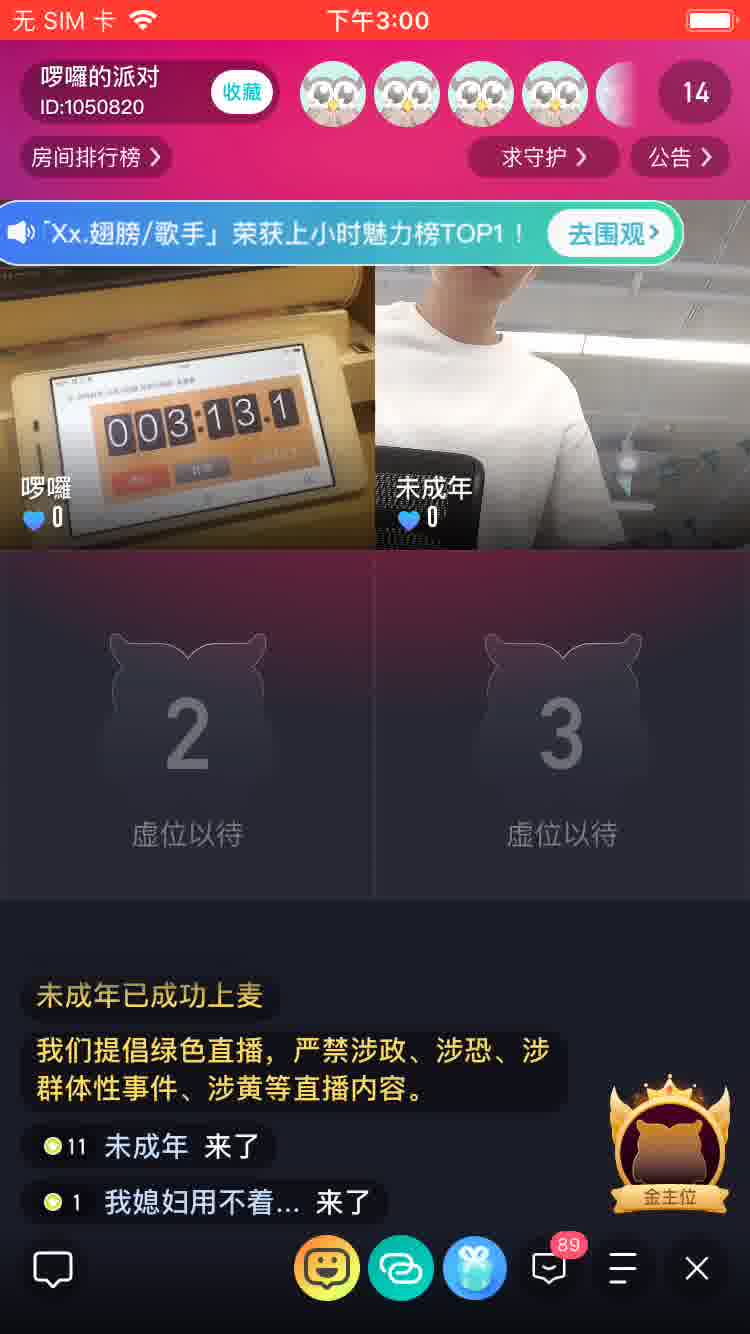 无 SIM 卡
下午3:00
啰囉的派对
ID:1050820
收藏
14
房间排行榜
求守护
公告
「Xx.翅膀/歌手」荣获上小时魅力榜TOP1！
去围观
003:13.1
啰囉
0
未成年
0
2
虚位以待
3
虚位以待
未成年已成功上麦
我们提倡绿色直播，严禁涉政、涉恐、涉
群体性事件、涉黄等直播内容。
11 未成年 来了
1 我媳妇用不着... 来了
金主位
89